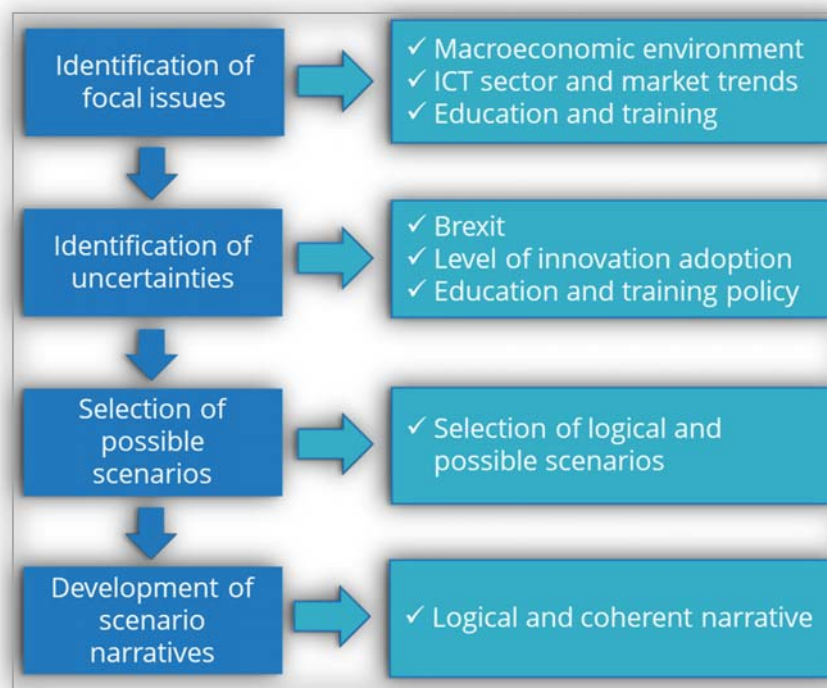 Identification of
focal issues
✓ Macroeconomic environment
✓ ICT sector and market trends
✓ Education and training
Identification of
uncertainties
✓ Brexit
✓ Level of innovation adoption
✓ Education and training policy
Selection of
possible
scenarios
✓ Selection of logical and
possible scenarios
Development of
scenario
narratives
✓ Logical and coherent narrative